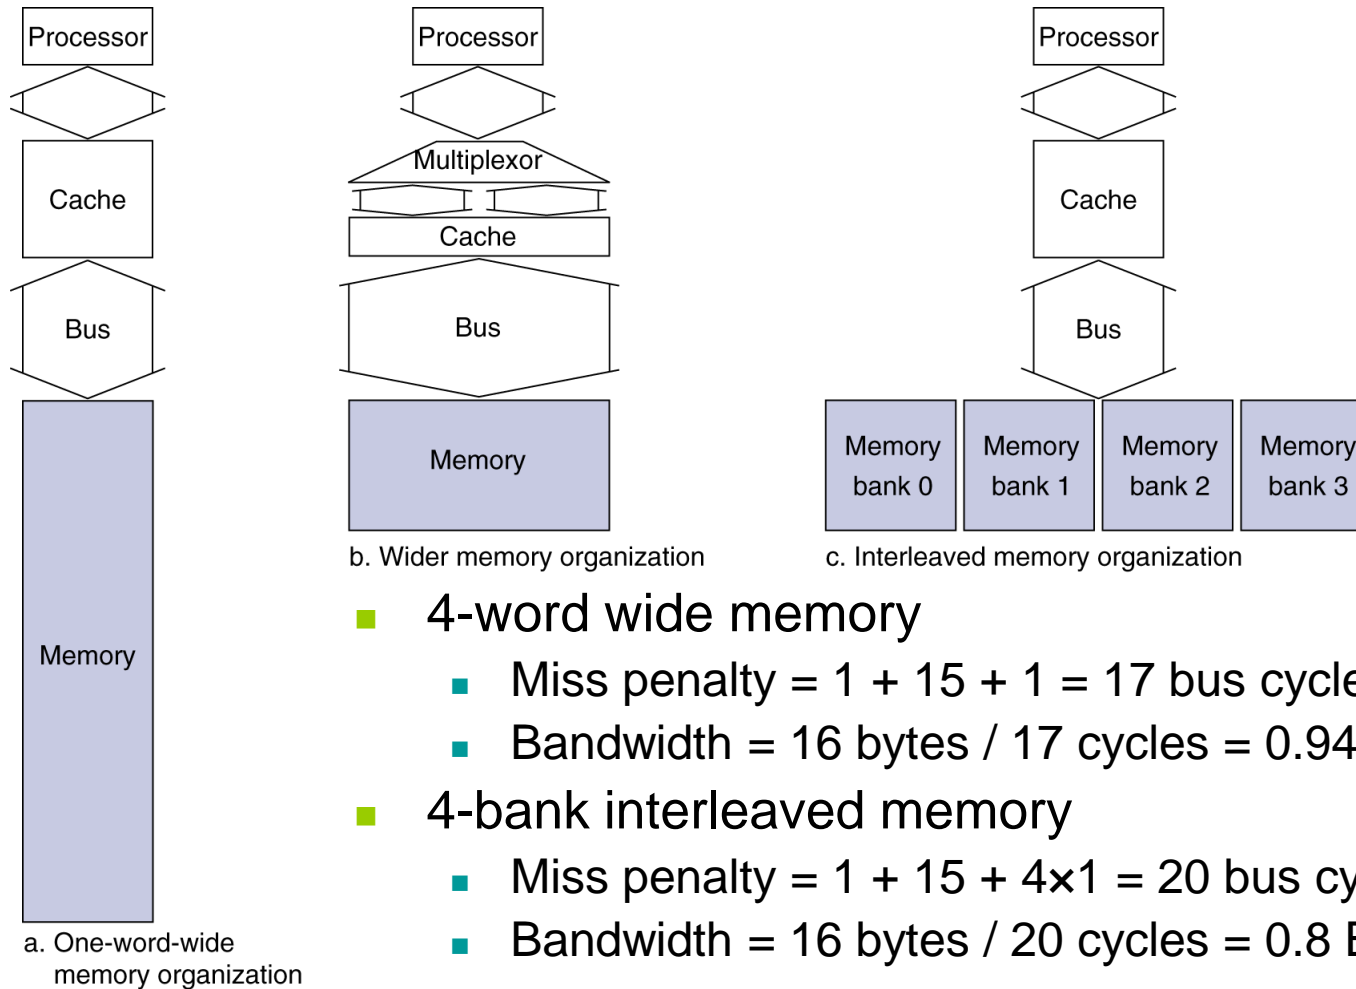 Processor
Cache
Bus
Memory
a. One-word-wide
memory organization
Processor
Multiplexor
Cache
Bus
Memory
b. Wider memory organization
Processor
Cache
Bus
Memory
bank 0
Memory
bank 1
Memory
bank 2
Memory
bank 3
c. Interleaved memory organization
4-word wide memory
Miss penalty = 1 + 15 + 1 = 17 bus cycle
Bandwidth = 16 bytes / 17 cycles = 0.94
4-bank interleaved memory
Miss penalty = 1 + 15 + 4×1 = 20 bus cy
Bandwidth = 16 bytes / 20 cycles = 0.8 B